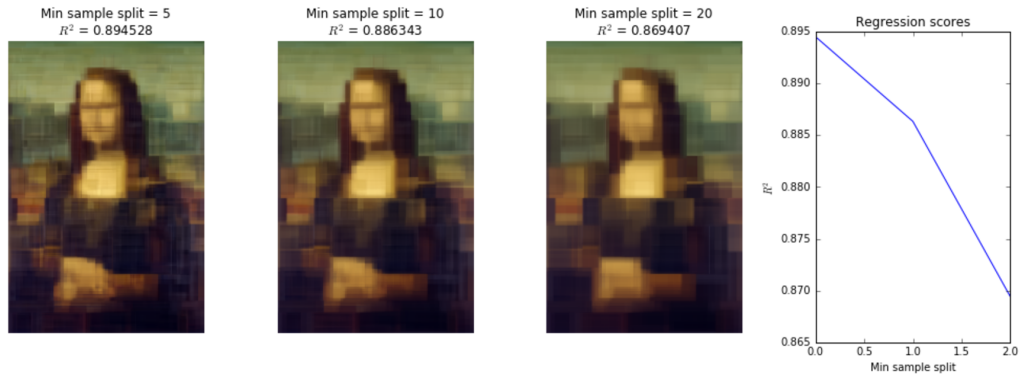 Min sample split = 5
R² = 0.894528
Min sample split = 10
R² = 0.886343
Min sample split = 20
R² = 0.869407
Regression scores
0.895
0.890
0.885
0.880
0.875
0.870
0.865
R²
0.0
0.5
1.0
1.5
2.0
Min sample split